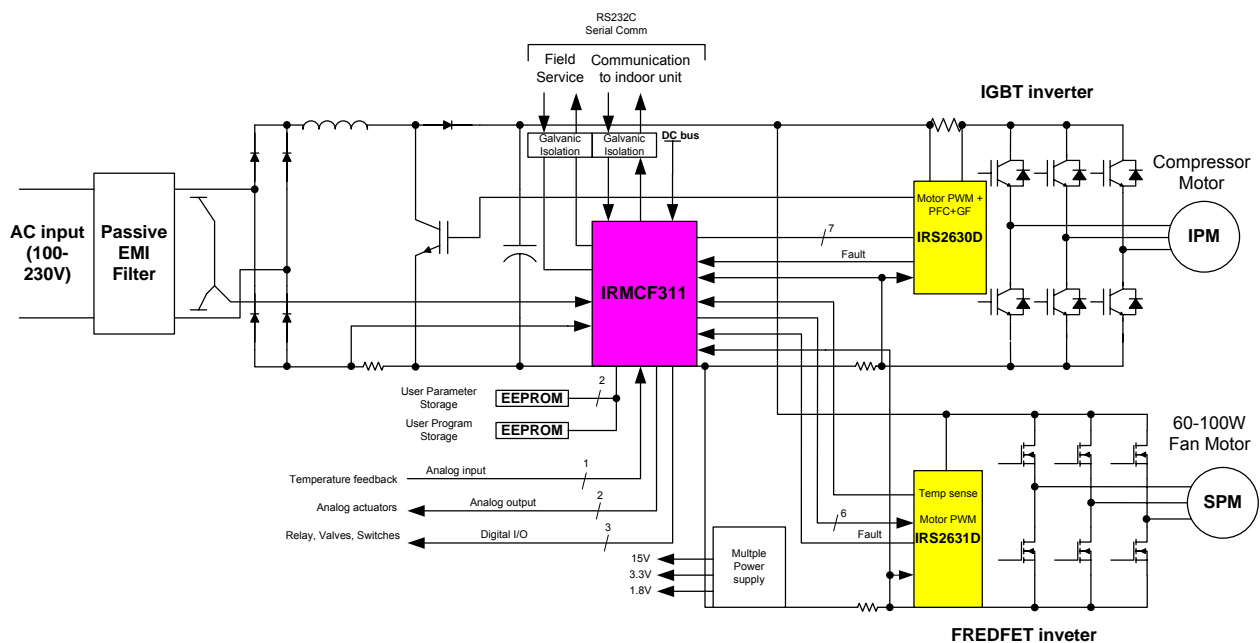 RS232C
Serial Comm
Field
Service
Communication
to indoor unit
IGBT inverter
Galvanic
Isolation
Galvanic
Isolation
DC bus
Compressor
Motor
AC input
(100-
230V)
Passive
EMI
Filter
Motor PWM +
PFC+GF
IRS2630D
7
Fault
IPM
IRMCF311
User Parameter
Storage
EEPROM
2
User Program
Storage
EEPROM
60-100W
Fan Motor
Temperature feedback
Analog input
1
Analog actuators
Analog output
2
Relay, Valves, Switches
Digital I/O
3
Temp sense
6
Motor PWM
IRS2631D
Fault
SPM
15V
3.3V
1.8V
Multple
Power
supply
FREDFET inveter